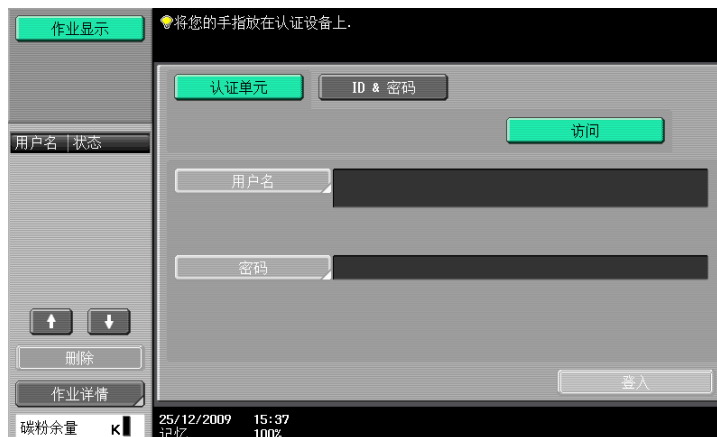 作业显示
将您的手指放在认证设备上.
认证单元
ID & 密码
访问
用户名 状态
用户名
密码
删除
登入
作业详情
碳粉余量 K
25/12/2009 15:37
记忆 100%